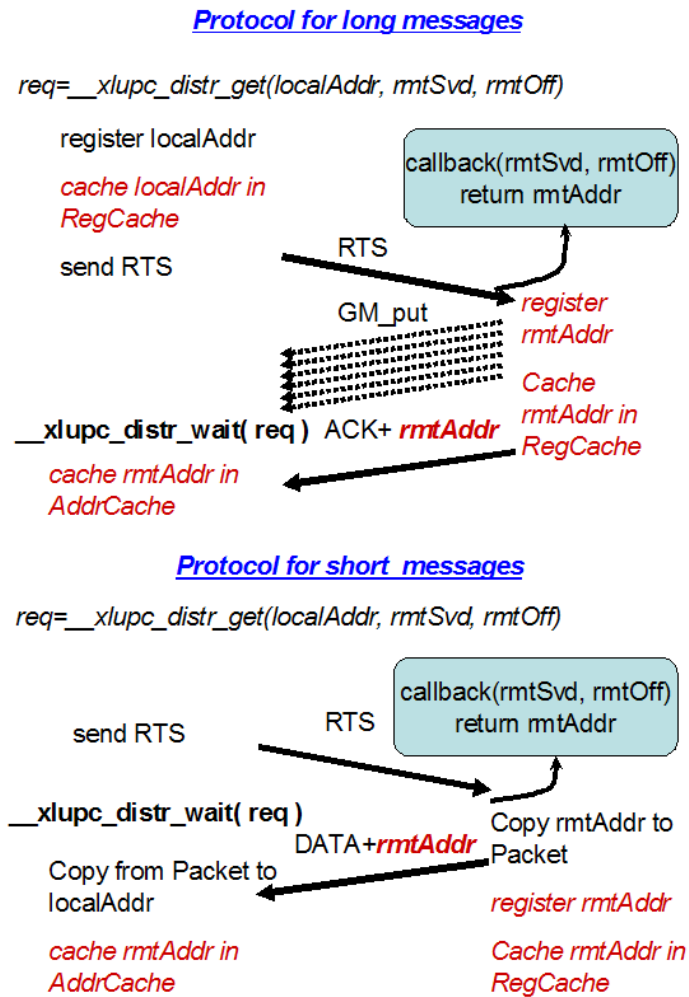 Protocol for long messages
req=__xlupc_distr_get(localAddr, rmtSvd, rmtOff)
register localAddr
cache localAddr in
RegCache
send RTS
callback(rmtSvd, rmtOff)
return rmtAddr
RTS
GM_put
register
rmtAddr
Cache
rmtAddr in
RegCache
__xlupc_distr_wait( req )
ACK+ rmtAddr
cache rmtAddr in
AddrCache
Protocol for short messages
req=__xlupc_distr_get(localAddr, rmtSvd, rmtOff)
callback(rmtSvd, rmtOff)
return rmtAddr
send RTS
RTS
__xlupc_distr_wait( req )
DATA+rmtAddr
Copy rmtAddr to
Packet
Copy from Packet to
localAddr
register rmtAddr
cache rmtAddr in
AddrCache
Cache rmtAddr in
RegCache